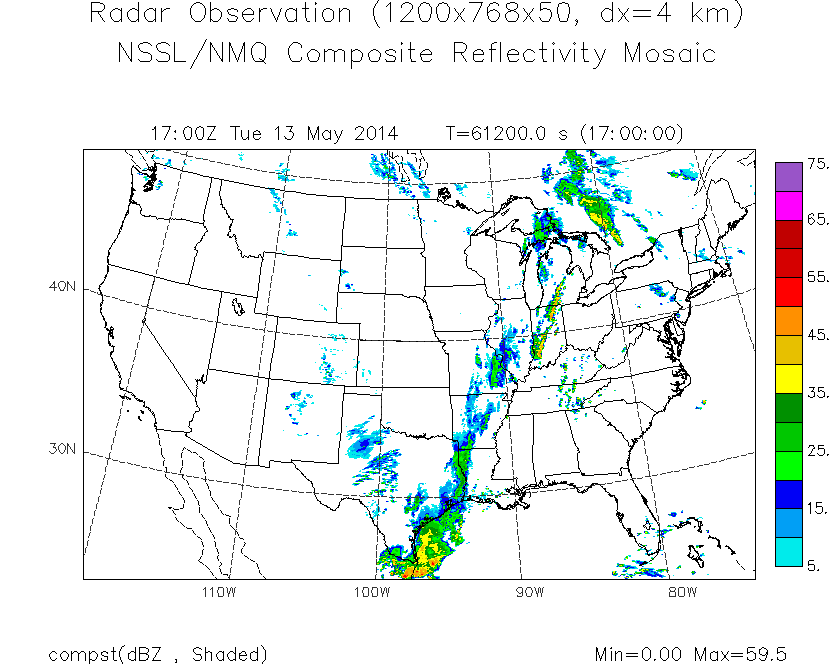 Radar Observation (1200x768x50, dx=4 km)
NSSL/NMQ Composite Reflectivity Mosaic
17:00Z Tue 13 May 2014 T=61200.0 s (17:00:00)
75.
65.
55.
45.
35.
25.
15.
5.
40N
30N
110W
100W
90W
80W
compst(dBZ , Shaded)
Min=0.00 Max=59.5